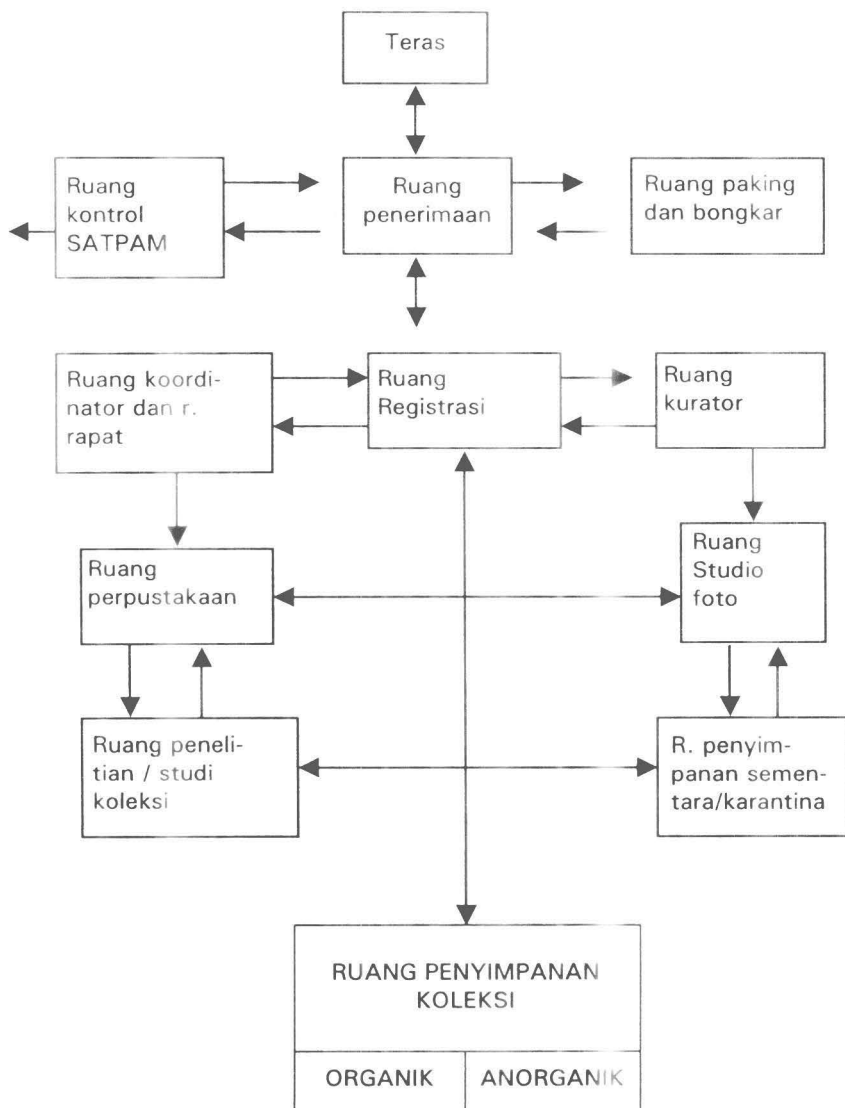 Teras
Ruang
kontrol
SATPAM
Ruang
penerimaan
Ruang paking
dan bongkar
Ruang koordi-
nator dan r.
rapat
Ruang
Registrasi
Ruang
kurator
Ruang
perpustakaan
Ruang
Studio
foto
Ruang peneli-
tian / studi
koleksi
R. penyim-
panan semen-
tara/karantina
RUANG PENYIMPANAN
KOLEKSI
ORGANIK
ANORGANIK